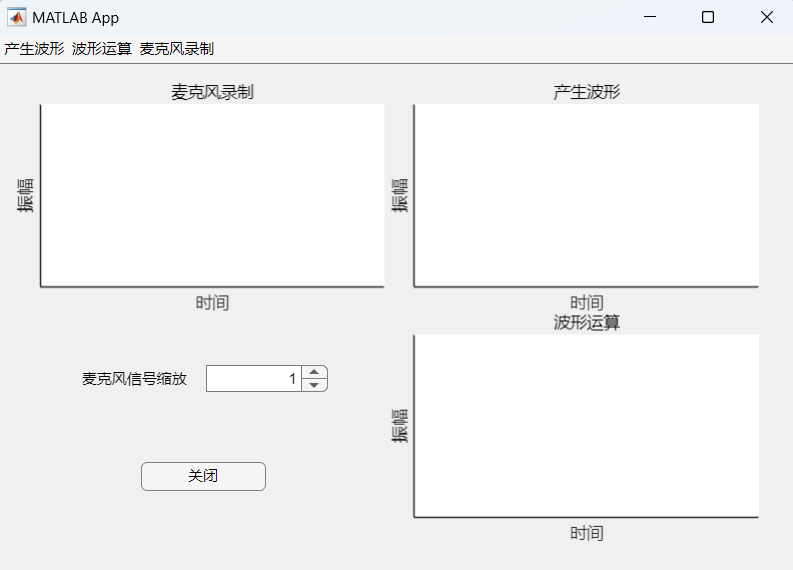 MATLAB App
产生波形 波形运算 麦克风录制
麦克风录制
振幅
时间
产生波形
振幅
时间
波形运算
振幅
时间
麦克风信号缩放 1
关闭